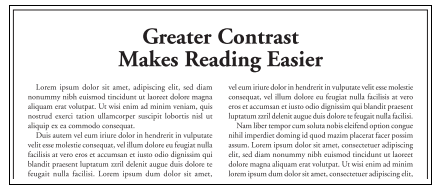 Greater Contrast
Makes Reading Easier
Lorem ipsum dolor sit amet, adipiscing elit, sed diam
nonummy nibh euismod tincidunt ut laoreet dolore magna
aliquam erat volutpat. Ut wisi enim ad minim veniam, quis
nostrud exerci tation ullamcorper suscipit lobortis nisl ut
aliquip ex ea commodo consequat.
Duis autem vel eum iriure dolor in hendrerit in vulputate
velit esse molestie consequat, vel illum dolore eu feugiat
nulla facilisis at vero eros et accumsan et iusto odio dignissim qui
blandit praesent luptatum zzril delenit augue duis dolore te
feugait nulla facilisi. Lorem ipsum dum dolor sit amet,
vel eum iriure dolor in hendrerit in vulputate velit esse molestie
consequat, vel illum dolore eu feugiat nulla facilisis at vero
eros et accumsan et iusto odio dignissim qui blandit praesent
luptatum zzril delenit augue duis dolore te feugait nulla facilisi.
Nam liber tempor cum soluta nobis eleifend option congue
nihil imperdiet doming id quod mazim placerat facer possim
assum. Lorem ipsum dolor sit amet, consectetuer adipiscing
elit, sed diam nonummy nibh euismod tincidunt ut laoreet
dolore magna aliquam erat volutpat. Ut wisi enim ad minim
lorem ipsum dolor sit amet, consectetuer adipiscing elit, sed